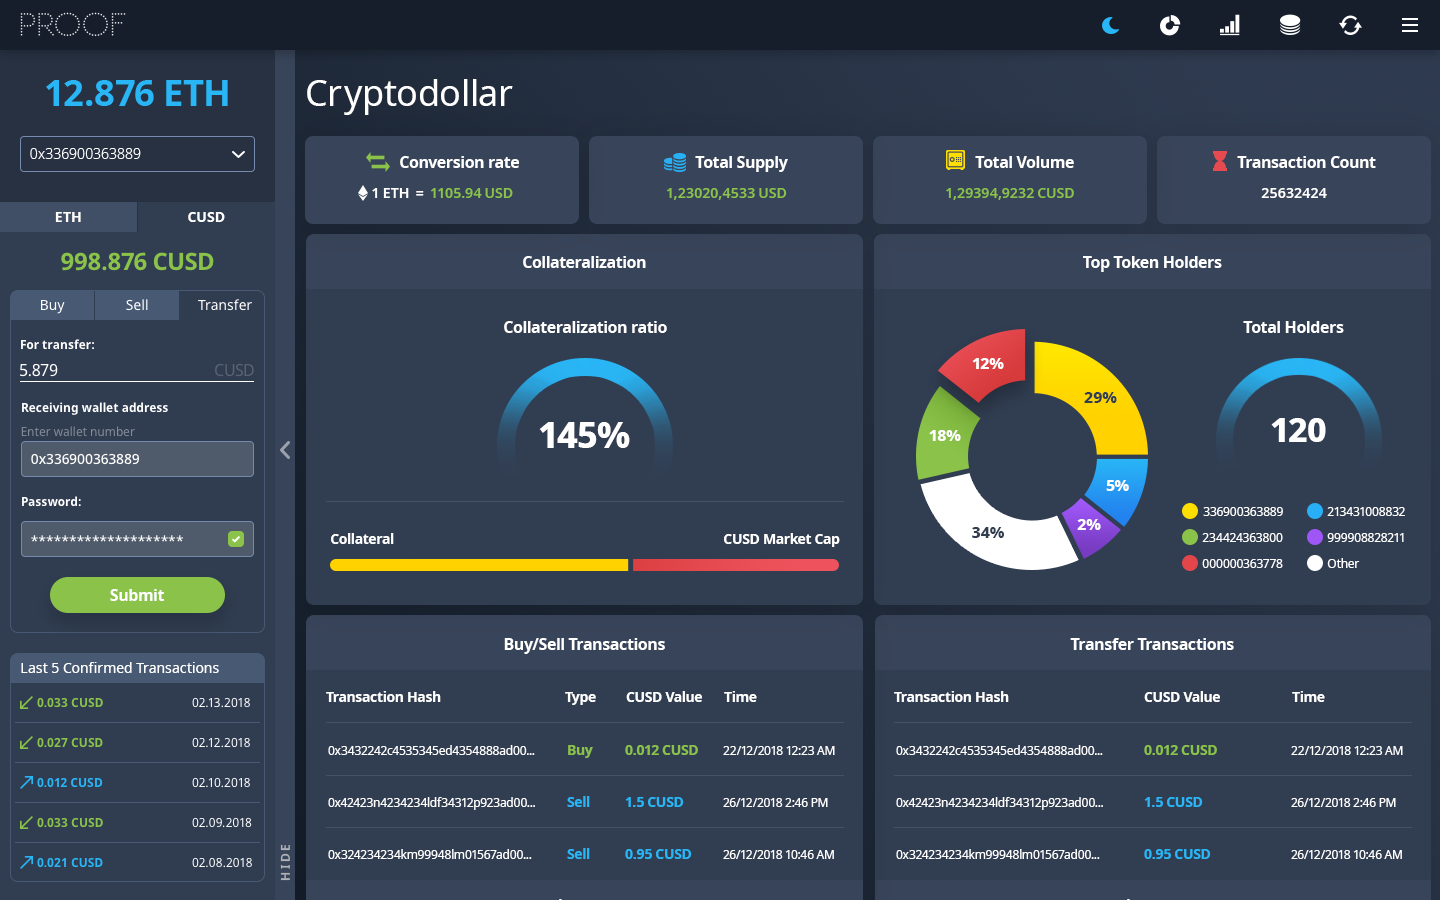 PROOF
12.876 ETH
0x336900363889
ETH CUSD
998.876 CUSD
Buy Sell Transfer
For transfer:
5.879 CUSD
Receiving wallet address
Enter wallet number
0x336900363889
Password:
********************
Submit
Last 5 Confirmed Transactions
0.033 CUSD 02.13.2018
0.027 CUSD 02.12.2018
0.012 CUSD 02.10.2018
0.033 CUSD 02.09.2018
0.021 CUSD 02.08.2018
HIDE
Cryptodollar
Conversion rate
1 ETH = 1105.94 USD
Total Supply
1,23020,4533 USD
Total Volume
1,29394,9232 CUSD
Transaction Count
25632424
Collateralization
Collateralization ratio
145%
Collateral CUSD Market Cap
Top Token Holders
12%
29%
18%
5%
2%
34%
Total Holders
120
336900363889 213431008832
234424363800 999908828211
000000363778 Other
Buy/Sell Transactions
Transaction Hash Type CUSD Value Time
0x3432242c4535345ed4354888ad00... Buy 0.012 CUSD 22/12/2018 12:23 AM
0x42423n4234234ldf34312p923ad00... Sell 1.5 CUSD 26/12/2018 2:46 PM
0x324234234km99948lm01567ad00... Sell 0.95 CUSD 26/12/2018 10:46 AM
Transfer Transactions
Transaction Hash CUSD Value Time
0x3432242c4535345ed4354888ad00... 0.012 CUSD 22/12/2018 12:23 AM
0x42423n4234234ldf34312p923ad00... 1.5 CUSD 26/12/2018 2:46 PM
0x324234234km99948lm01567ad00... 0.95 CUSD 26/12/2018 10:46 AM